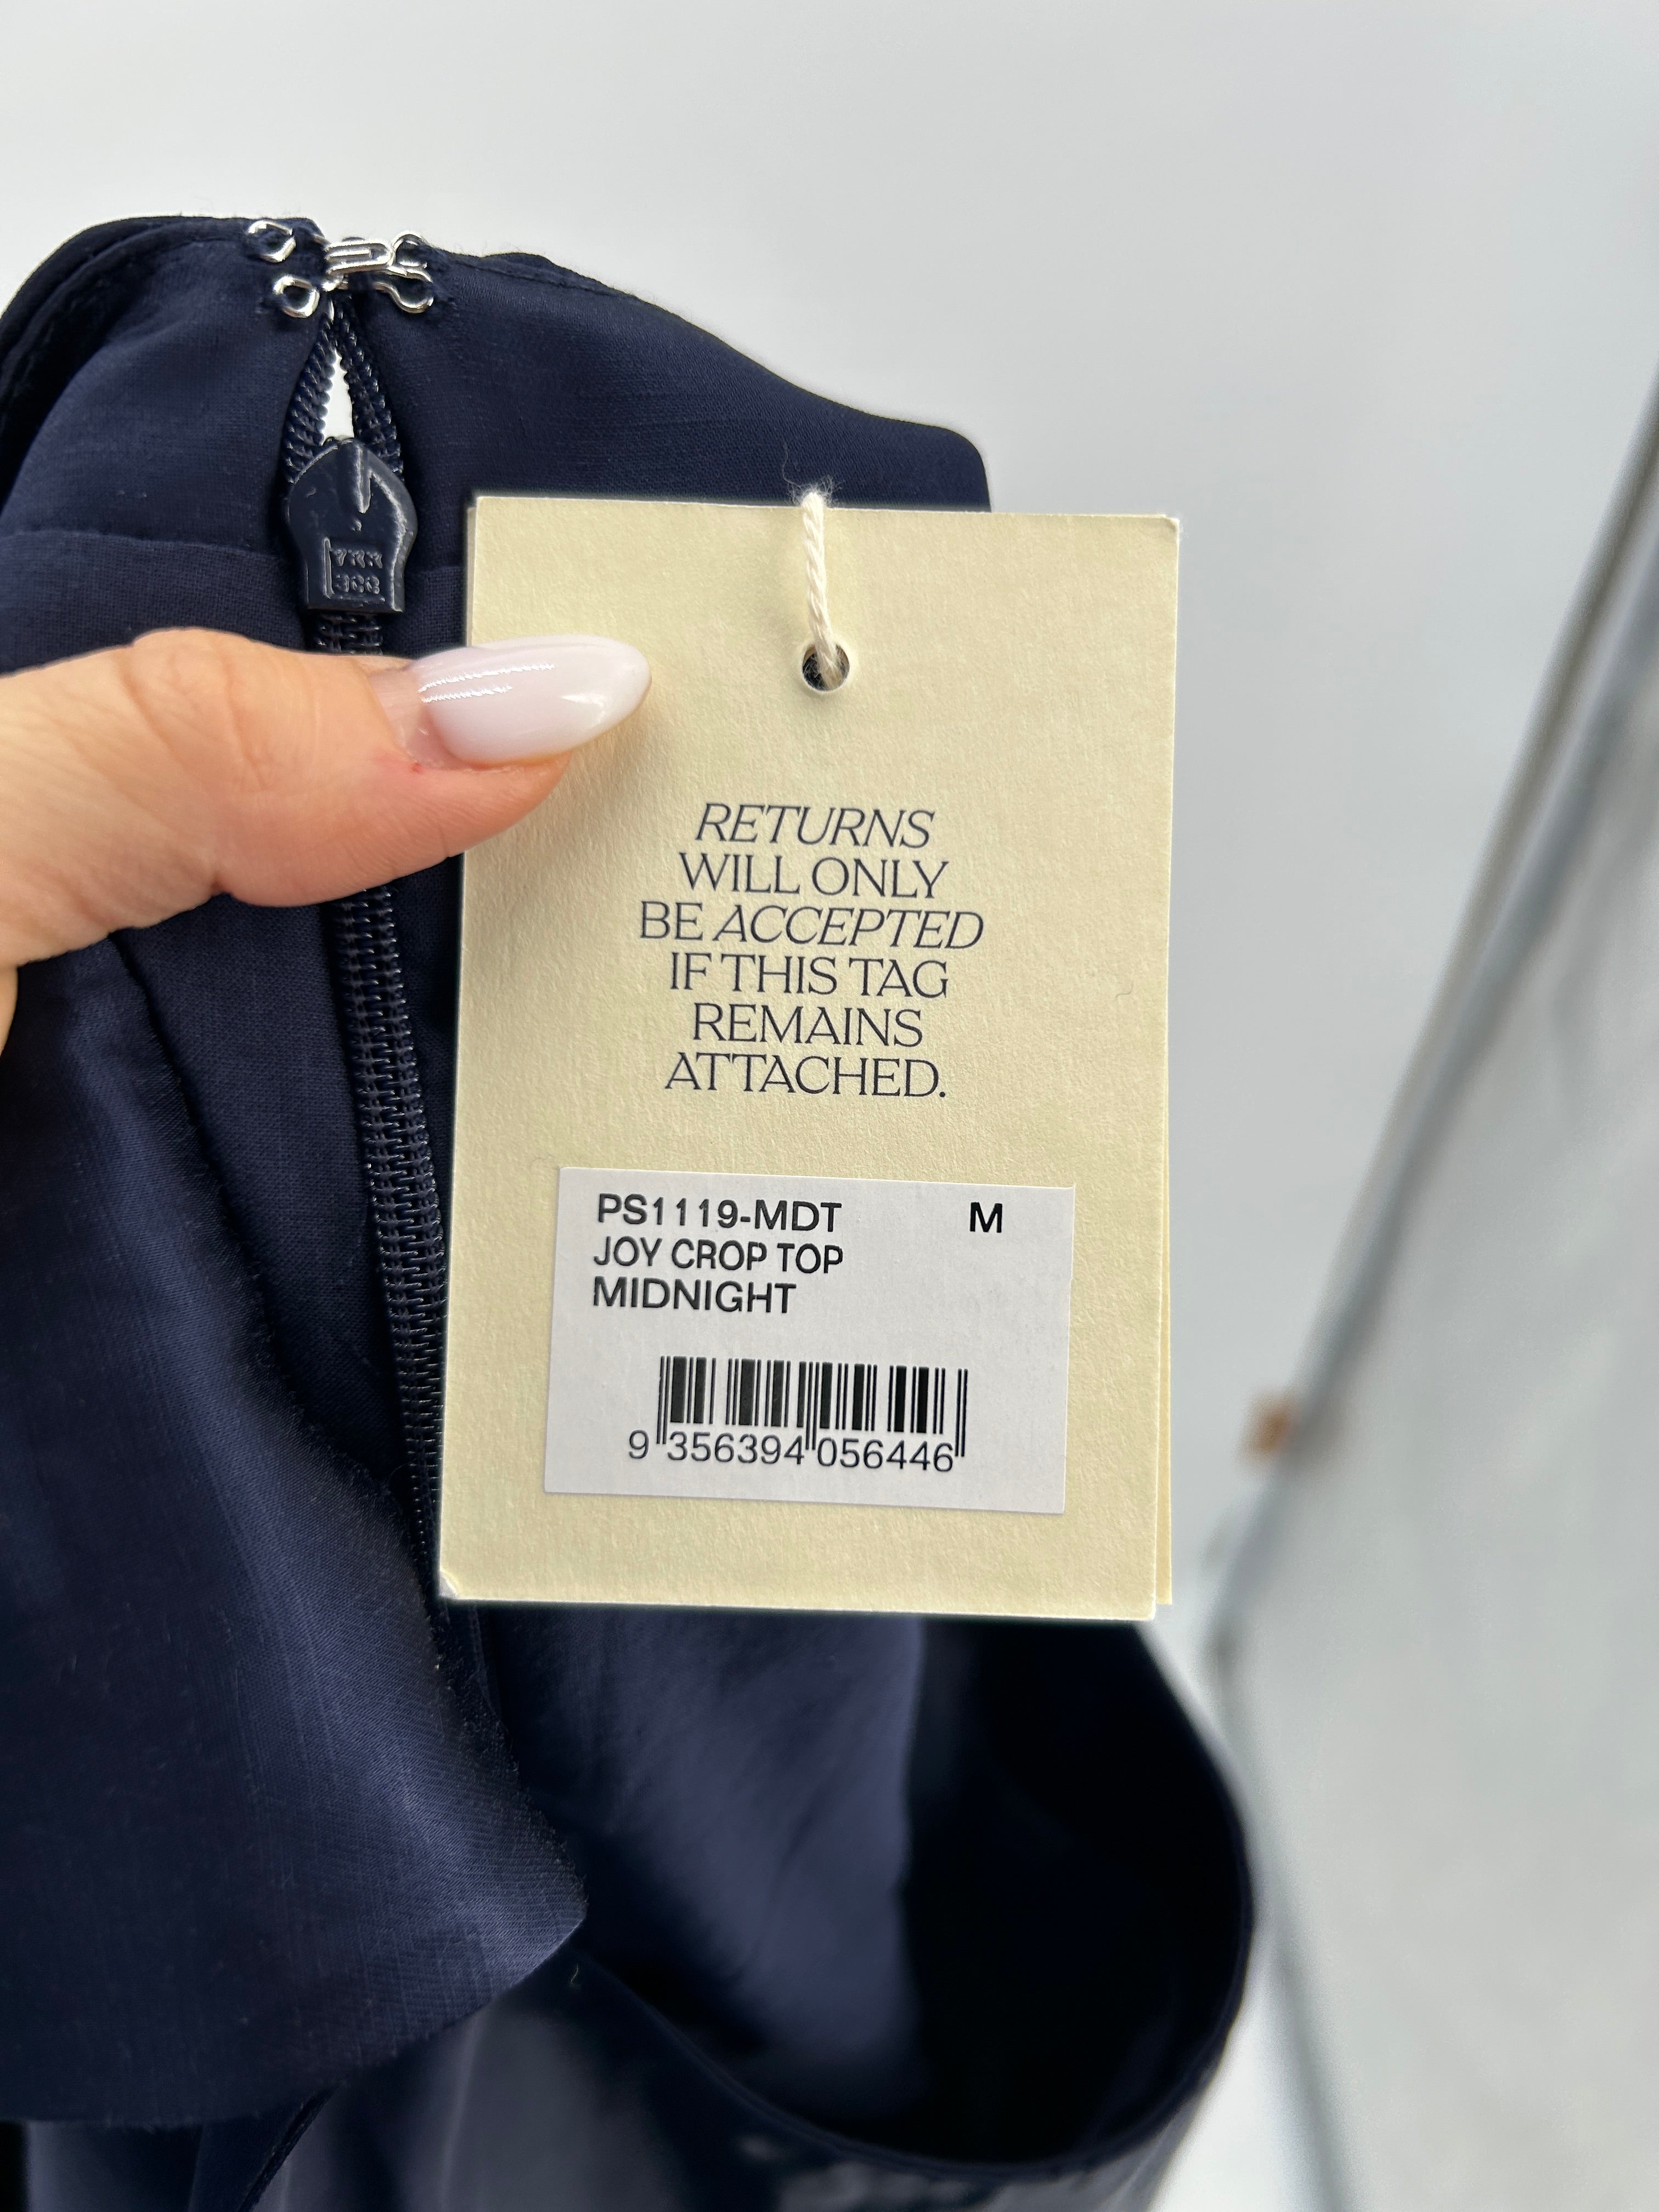 RETURNS
WILL ONLY
BE ACCEPTED
IF THIS TAG
REMAINS
ATTACHED.
PS1119-MDT M
JOY CROP TOP
MIDNIGHT
9 356394 056446